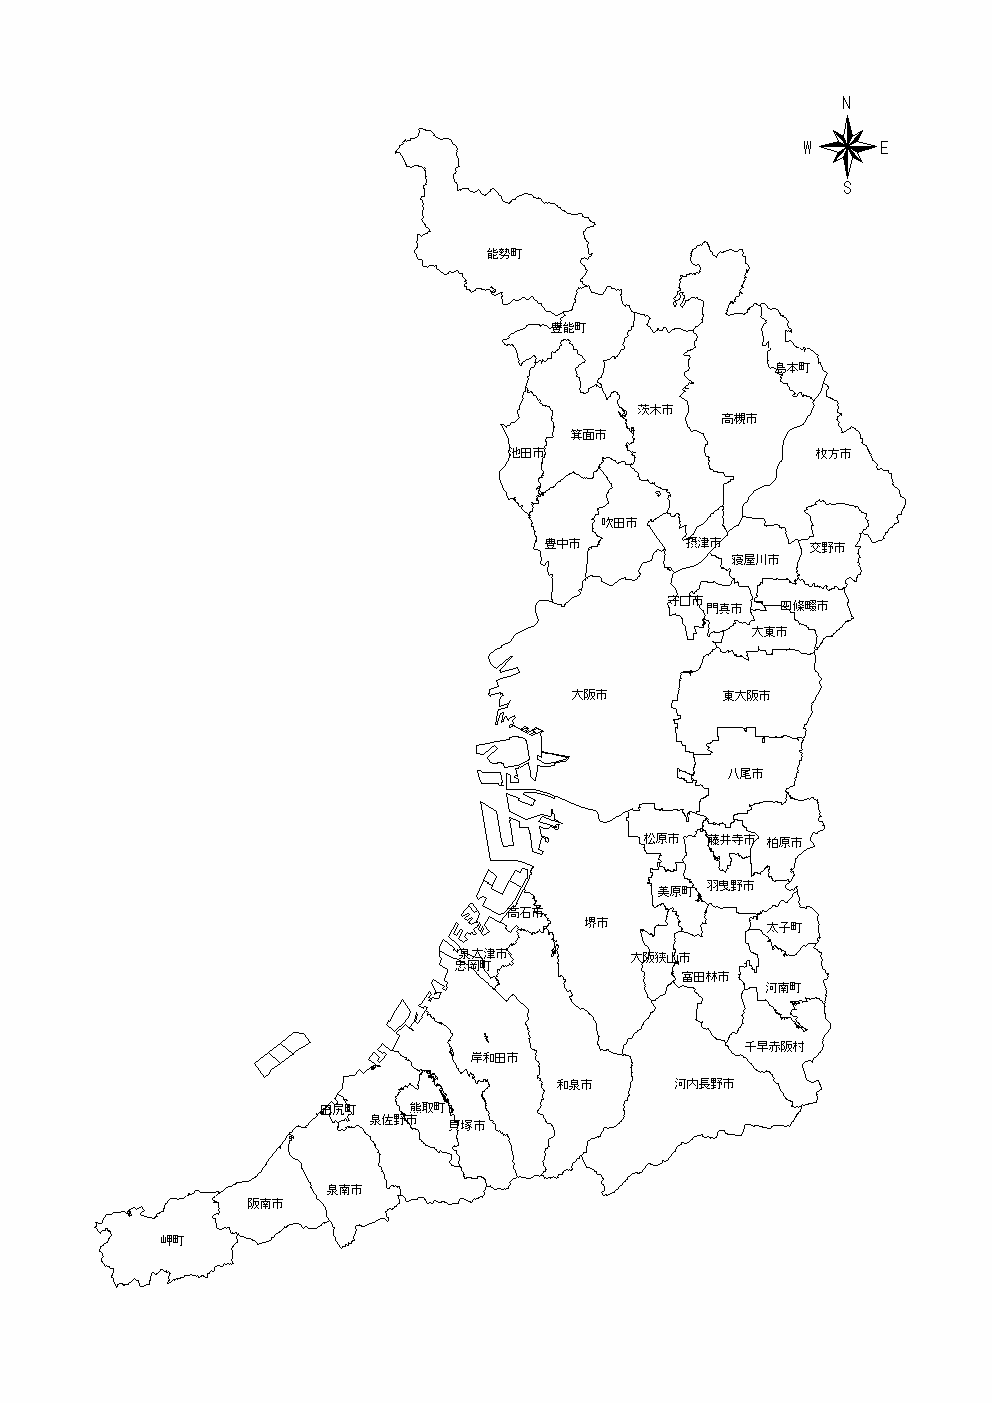 N
W
E
S
能勢町
豊能町
島本町
茨木市
高槻市
箕面市
池田市
枚方市
吹田市
豊中市
摂津市
交野市
寝屋川市
守口市
門真市
四條畷市
大東市
大阪市
東大阪市
八尾市
松原市
藤井寺市
柏原市
美原町
羽曳野市
高石市
堺市
太子町
泉大津市
忠岡町
大阪狭山市
富田林市
河南町
千早赤阪村
岸和田市
和泉市
河内長野市
田尻町
泉佐野市
熊取町
貝塚市
泉南市
阪南市
岬町